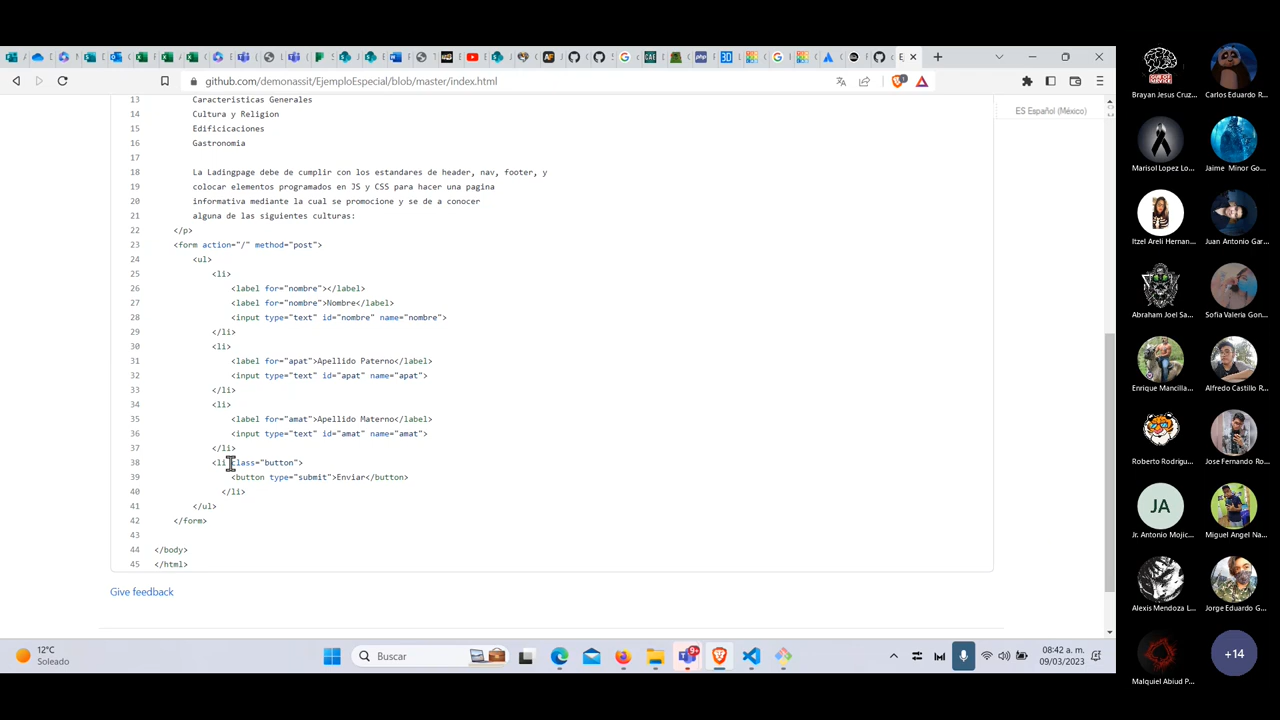 github.com/demonassit/EjemploEspecial/blob/master/index.html
ES Español (México)
13 Caracteristicas Generales
14 Cultura y Religion
15 Edificicaciones
16 Gastronomia
17
18 La Ladingpage debe de cumplir con los estandares de header, nav, footer, y
19 colocar elementos programados en JS y CSS para hacer una pagina
20 informativa mediante la cual se promocione y se de a conocer
21 alguna de las siguientes culturas:
22 </p>
23 <form action="/" method="post">
24 <ul>
25 <li>
26 <label for="nombre"></label>
27 <label for="nombre">Nombre</label>
28 <input type="text" id="nombre" name="nombre">
29 </li>
30 <li>
31 <label for="apat">Apellido Paterno</label>
32 <input type="text" id="apat" name="apat">
33 </li>
34 <li>
35 <label for="amat">Apellido Materno</label>
36 <input type="text" id="amat" name="amat">
37 </li>
38 <li class="button">
39 <button type="submit">Enviar</button>
40 </li>
41 </ul>
42 </form>
43
44 </body>
45 </html>
Give feedback
12°C
Soleado
Buscar
9+
08:42 a. m.
09/03/2023
Brayan Jesus Cruz...
Carlos Eduardo R...
Marisol Lopez Lo...
Jaime Minor Go...
Itzel Areli Hernan...
Juan Antonio Gar...
Abraham Joel Sa...
Sofia Valeria Gon...
Enrique Mancilla...
Alfredo Castillo R...
Roberto Rodrigu...
Jose Fernando Ro...
JA
Jr. Antonio Mojic...
Miguel Angel Na...
Alexis Mendoza L...
Jorge Eduardo G...
Malquiel Abiud P...
+14